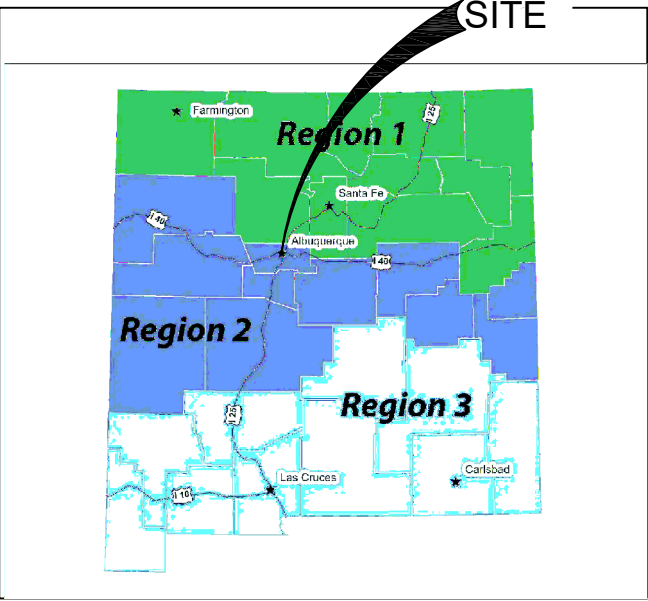 SITE
Farmington
I 25
Region 1
Santa Fe
I 40
Albuquerque
I 40
Region 2
Region 3
I 25
Carlsbad
Las Cruces
I 10